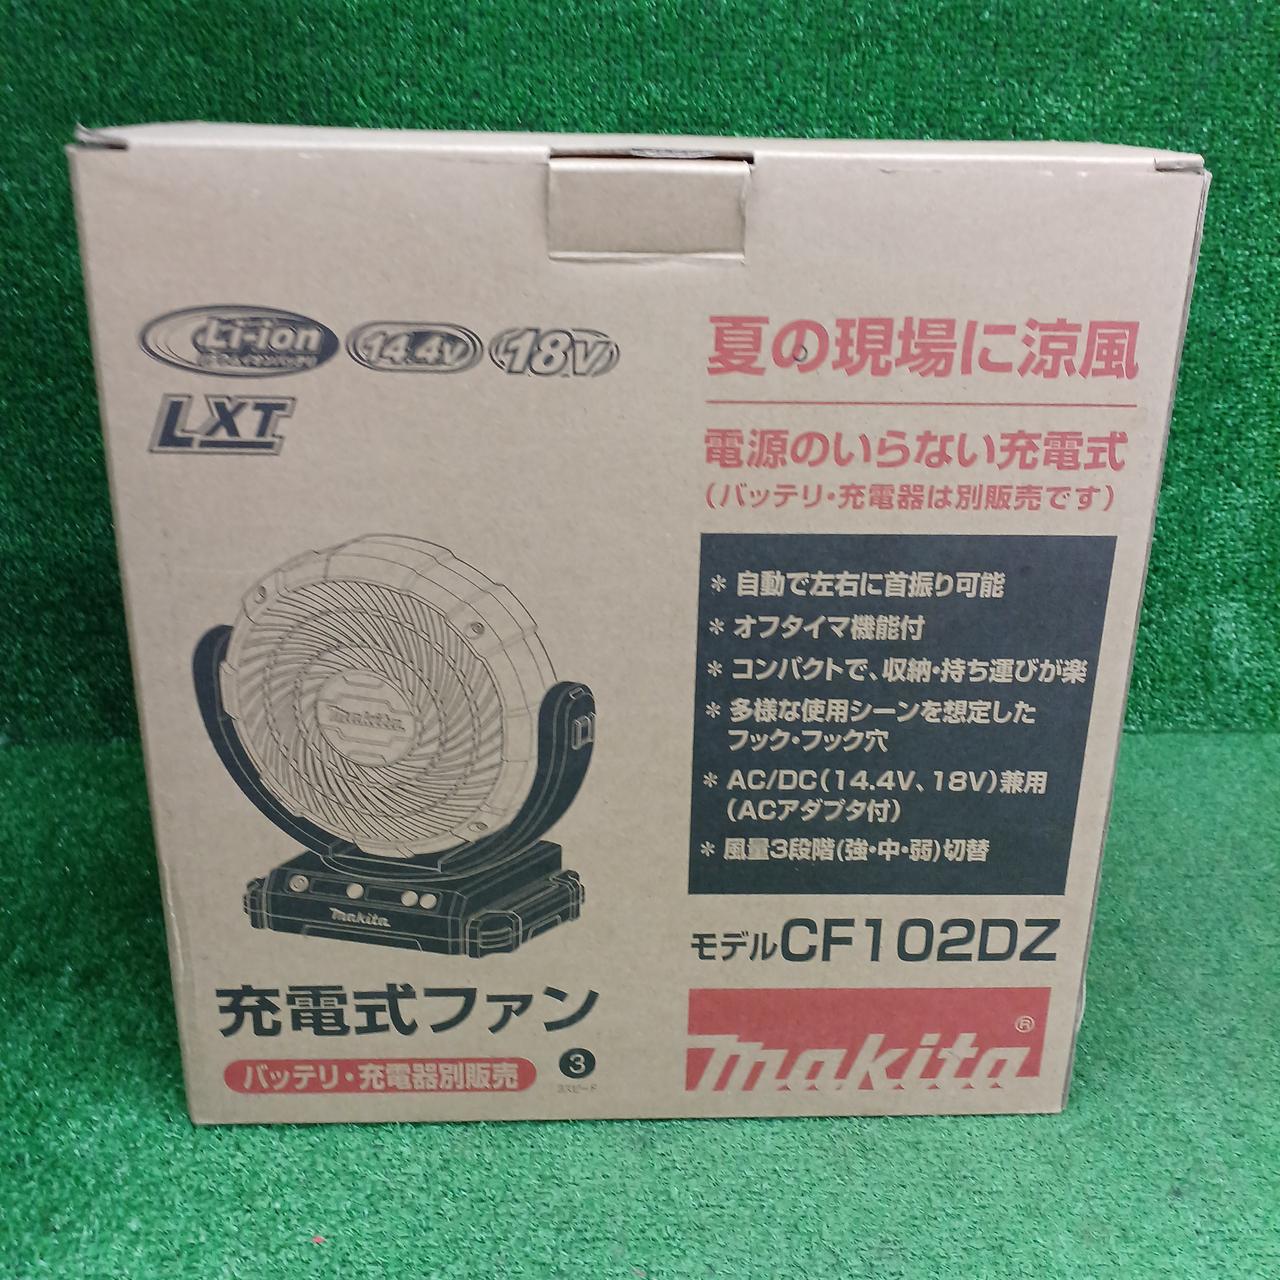 Li-ion
14.4V
18V
LXT
夏の現場に涼風
電源のいらない充電式
(バッテリ・充電器は別販売です)
* 自動で左右に首振り可能
* オフタイマ機能付
* コンパクトで、収納・持ち運びが楽
* 多様な使用シーンを想定した
フック・フック穴
* AC/DC(14.4V、18V)兼用
(ACアダプタ付)
* 風量3段階(強・中・弱)切替
makita
makita
モデルCF102DZ
充電式ファン
バッテリ・充電器別販売
3
スピード
makita®